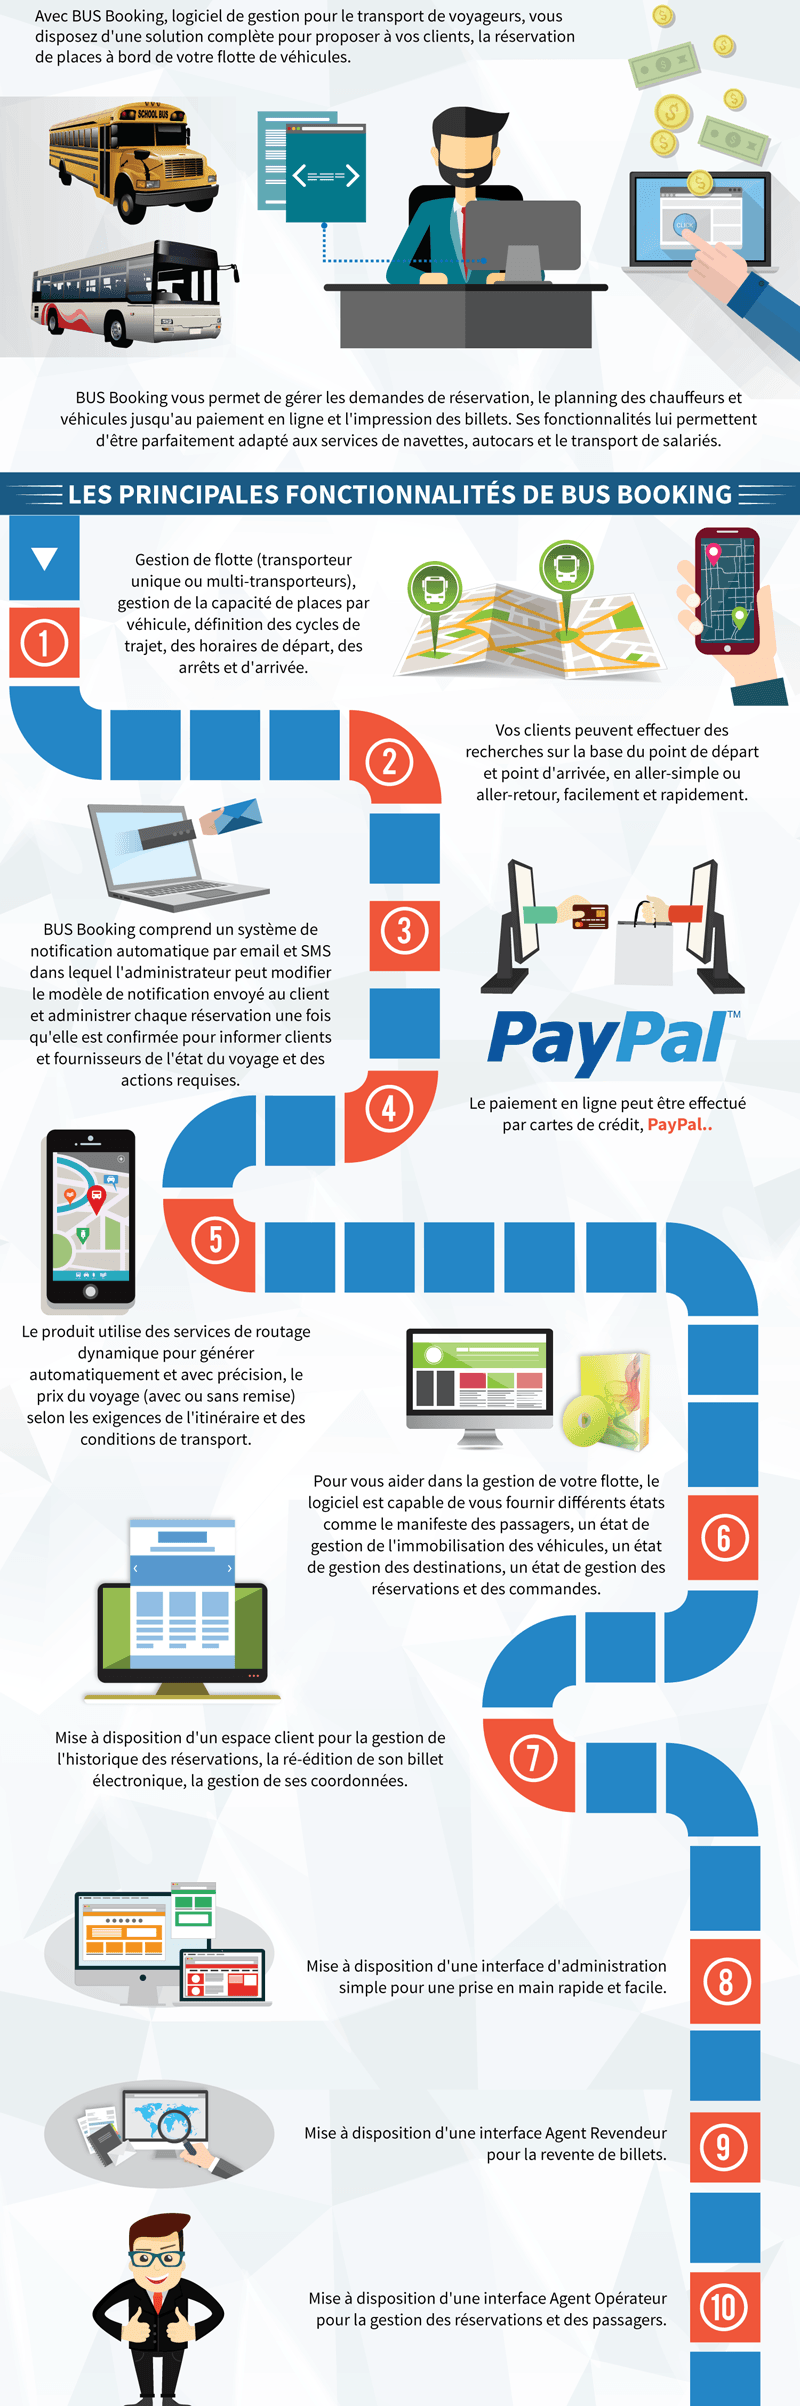 Avec BUS Booking, logiciel de gestion pour le transport de voyageurs, vous
disposez d'une solution complète pour proposer à vos clients, la réservation
de places à bord de votre flotte de véhicules.
SCHOOL BUS
CLICK
BUS Booking vous permet de gérer les demandes de réservation, le planning des chauffeurs et
véhicules jusqu'au paiement en ligne et l'impression des billets. Ses fonctionnalités lui permettent
d'être parfaitement adapté aux services de navettes, autocars et le transport de salariés.
LES PRINCIPALES FONCTIONNALITÉS DE BUS BOOKING
1
Gestion de flotte (transporteur
unique ou multi-transporteurs),
gestion de la capacité de places par
véhicule, définition des cycles de
trajet, des horaires de départ, des
arrêts et d'arrivée.
2
Vos clients peuvent effectuer des
recherches sur la base du point de départ
et point d'arrivée, en aller-simple ou
aller-retour, facilement et rapidement.
3
BUS Booking comprend un système de
notification automatique par email et SMS
dans lequel l'administrateur peut modifier
le modèle de notification envoyé au client
et administrer chaque réservation une fois
qu'elle est confirmée pour informer clients
et fournisseurs de l'état du voyage et des
actions requises.
PayPal™
4
Le paiement en ligne peut être effectué
par cartes de crédit, PayPal..
5
Le produit utilise des services de routage
dynamique pour générer
automatiquement et avec précision, le
prix du voyage (avec ou sans remise)
selon les exigences de l'itinéraire et des
conditions de transport.
6
Pour vous aider dans la gestion de votre flotte, le
logiciel est capable de vous fournir différents états
comme le manifeste des passagers, un état de
gestion de l'immobilisation des véhicules, un état
de gestion des destinations, un état de gestion des
réservations et des commandes.
7
Mise à disposition d'un espace client pour la gestion de
l'historique des réservations, la ré-édition de son billet
électronique, la gestion de ses coordonnées.
8
Mise à disposition d'une interface d'administration
simple pour une prise en main rapide et facile.
9
Mise à disposition d'une interface Agent Revendeur
pour la revente de billets.
10
Mise à disposition d'une interface Agent Opérateur
pour la gestion des réservations et des passagers.